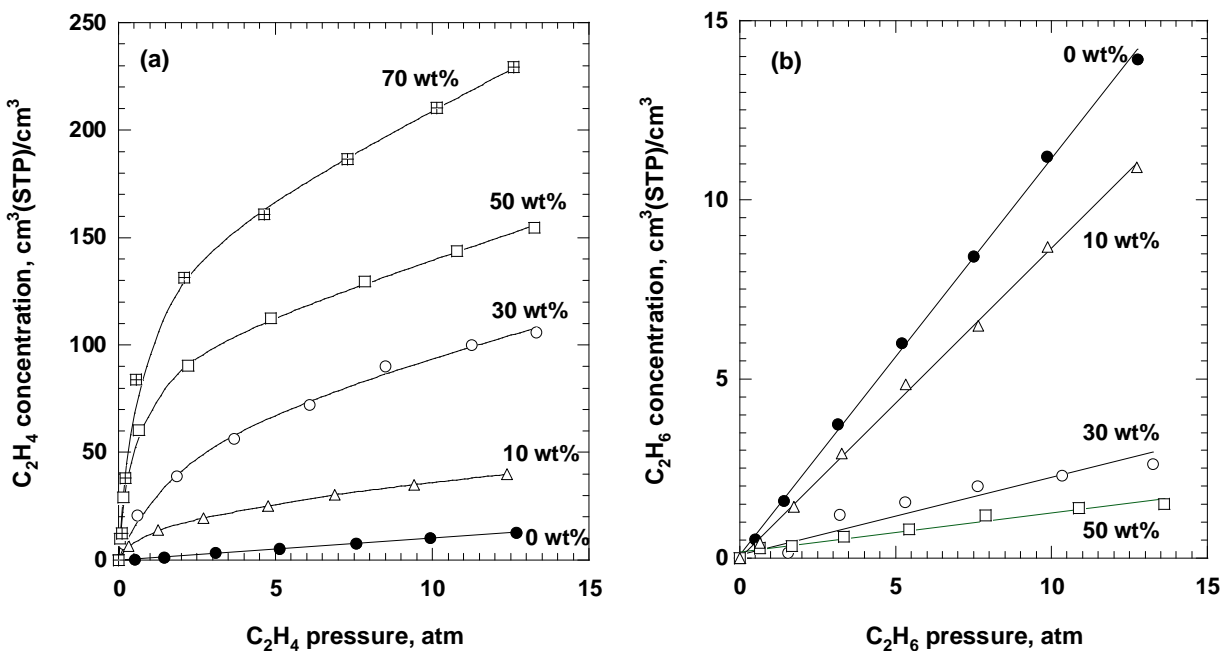 (a)
250
200
150
100
50
0
0 5 10 15
C₂H₄ concentration, cm³(STP)/cm³
C₂H₄ pressure, atm
70 wt%
50 wt%
30 wt%
10 wt%
0 wt%
(b)
15
10
5
0
0 5 10 15
C₂H₆ concentration, cm³(STP)/cm³
C₂H₆ pressure, atm
0 wt%
10 wt%
30 wt%
50 wt%